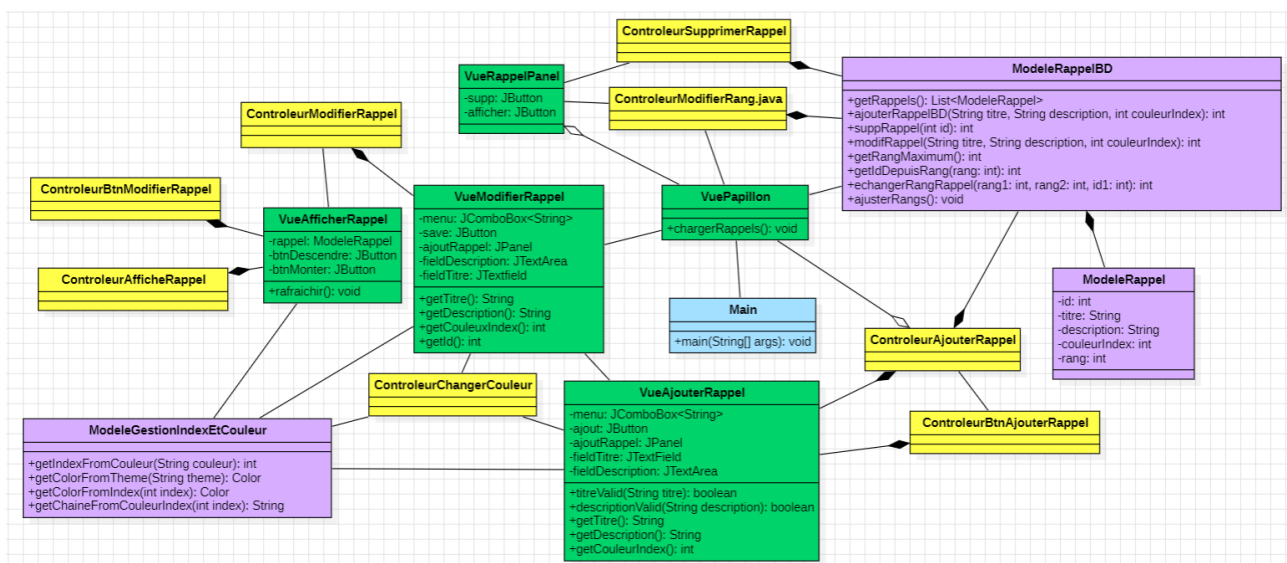 ControleurSupprimerRappel
VueRappelPanel
-supp: JButton
-afficher: JButton
ControleurModifierRang.java
ModeleRappelBD
+getRappels(): List<ModeleRappel>
+ajouterRappelBD(String titre, String description, int couleurIndex): int
+suppRappel(int id): int
+modifRappel(String titre, String description, int couleurIndex): int
+getRangMaximum(): int
+getIdDepuisRang(rang: int): int
+echangerRangRappel(rang1: int, rang2: int, id1: int): int
+ajusterRangs(): void
ControleurModifierRappel
ControleurBtnModifierRappel
VueAfficherRappel
-rappel: ModeleRappel
-btnDescendre: JButton
-btnMonter: JButton
+rafraichir(): void
ControleurAfficheRappel
VueModifierRappel
-menu: JComboBox<String>
-save: JButton
-ajoutRappel: JPanel
-fieldDescription: JTextArea
-fieldTitre: JTextfield
+getTitre(): String
+getDescription(): String
+getCouleuxIndex(): int
+getId(): int
VuePapillon
+chargerRappels(): void
Main
+main(String[] args): void
ModeleRappel
-id: int
-titre: String
-description: String
-couleurIndex: int
-rang: int
ControleurAjouterRappel
ControleurChangerCouleur
VueAjouterRappel
-menu: JComboBox<String>
-ajout: JButton
-ajoutRappel: JPanel
-fieldTitre: JTextField
-fieldDescription: JTextArea
+titreValid(String titre): boolean
+descriptionValid(String description): boolean
+getTitre(): String
+getDescription(): String
+getCouleurIndex(): int
ControleurBtnAjouterRappel
ModeleGestionIndexEtCouleur
+getIndexFromCouleur(String couleur): int
+getColorFromTheme(String theme): Color
+getColorFromIndex(int index): Color
+getChaineFromCouleurIndex(int index): String